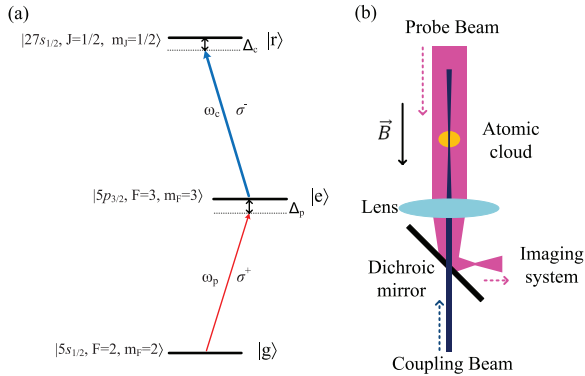 (a)
|27s₁/₂, J=1/2, mJ=1/2⟩
|r⟩
Δc
ωc
σ⁻
|5p₃/₂, F=3, mF=3⟩
|e⟩
Δp
ωp
σ⁺
|5s₁/₂, F=2, mF=2⟩
|g⟩
(b)
Probe Beam
B⃗
Atomic
cloud
Lens
Imaging
system
Dichroic
mirror
Coupling Beam